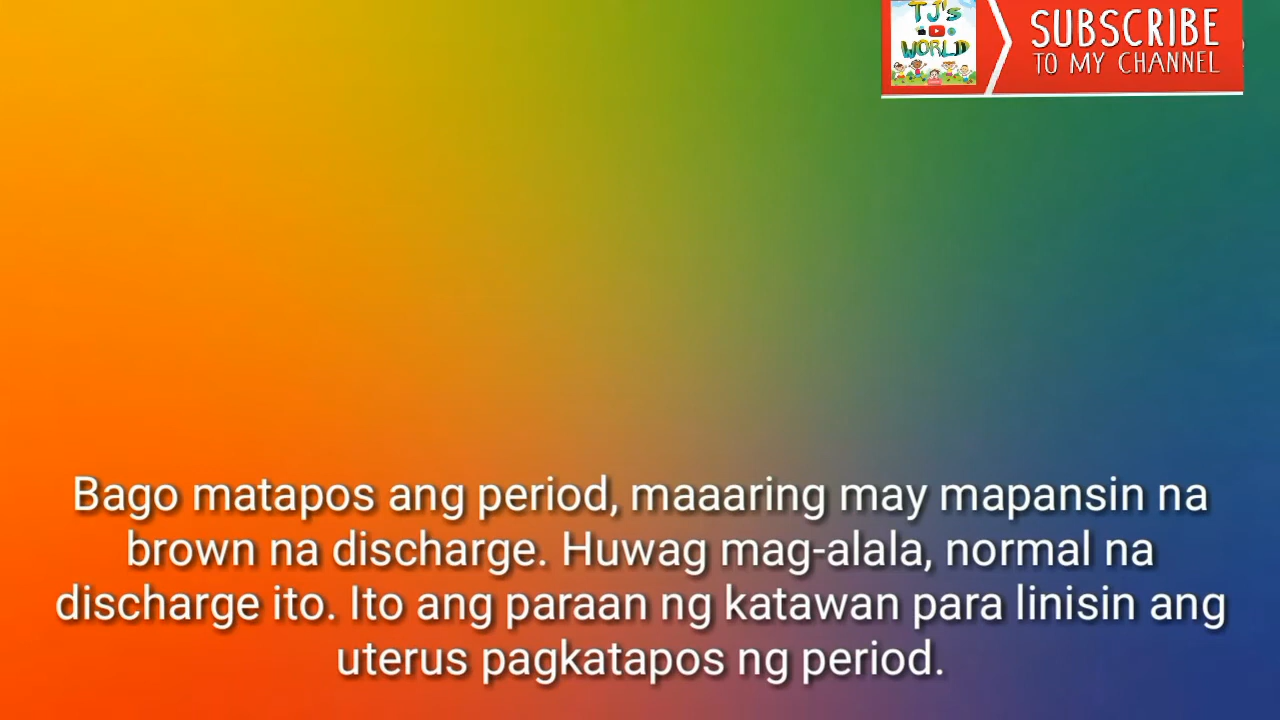 TJ's
WORLD
SUBSCRIBE
TO MY CHANNEL
Bago matapos ang period, maaaring may mapansin na
brown na discharge. Huwag mag-alala, normal na
discharge ito. Ito ang paraan ng katawan para linisin ang
uterus pagkatapos ng period.